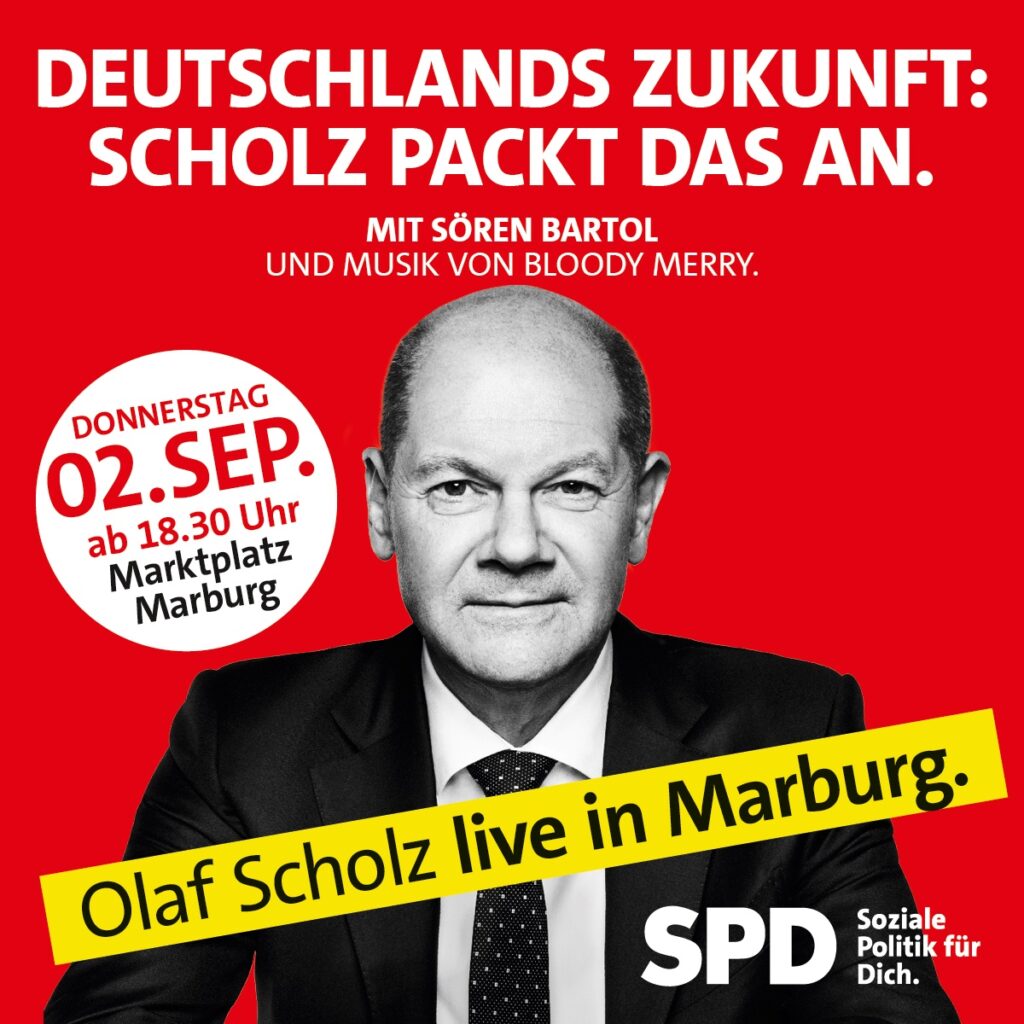 DEUTSCHLANDS ZUKUNFT:
SCHOLZ PACKT DAS AN.
MIT SÖREN BARTOL
UND MUSIK VON BLOODY MERRY.
DONNERSTAG
02.SEP.
ab 18.30 Uhr
Marktplatz
Marburg
Olaf Scholz live in Marburg.
SPD
Soziale
Politik für
Dich.